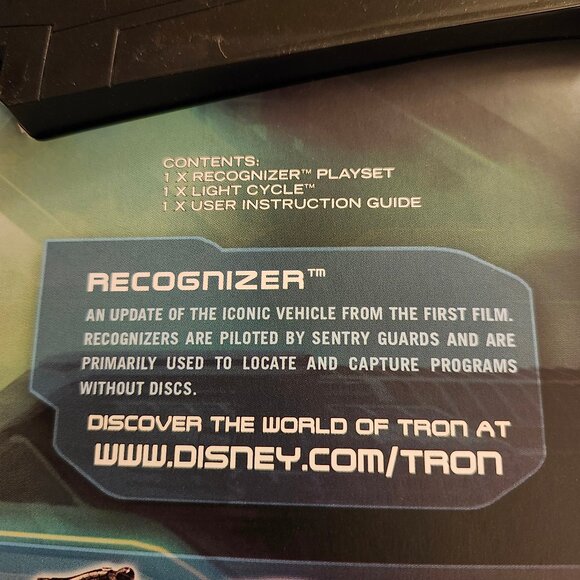 CONTENTS:
1 X RECOGNIZER™ PLAYSET
1 X LIGHT CYCLE™
1 X USER INSTRUCTION GUIDE
RECOGNIZER™
AN UPDATE OF THE ICONIC VEHICLE FROM THE FIRST FILM.
RECOGNIZERS ARE PILOTED BY SENTRY GUARDS AND ARE
PRIMARILY USED TO LOCATE AND CAPTURE PROGRAMS
WITHOUT DISCS.
DISCOVER THE WORLD OF TRON AT
WWW.DISNEY.COM/TRON